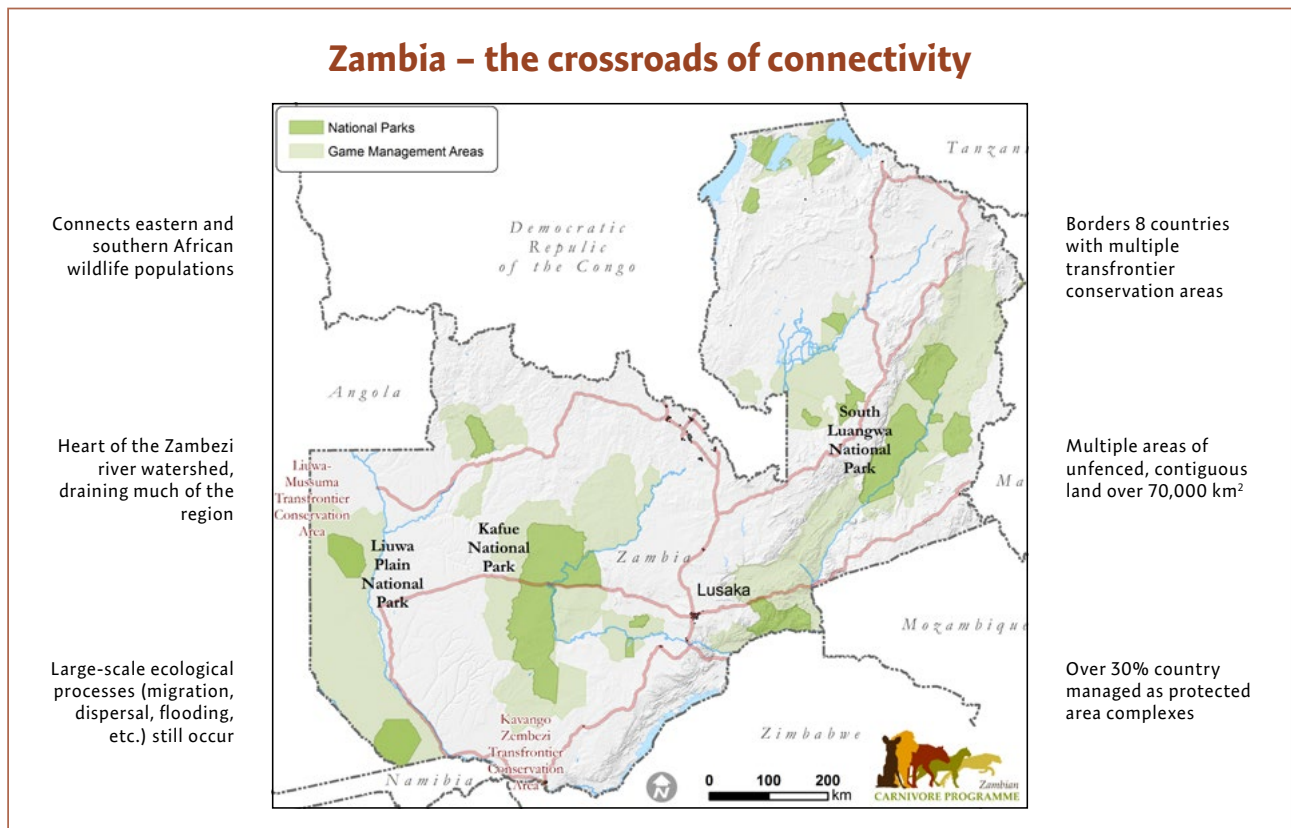 Zambia – the crossroads of connectivity
National Parks
Game Management Areas
Connects eastern and
southern African
wildlife populations
Heart of the Zambezi
river watershed,
draining much of the
region
Large-scale ecological
processes (migration,
dispersal, flooding,
etc.) still occur
Tanzani
Democratic
Repulic
of the Congo
Angola
South
Luangwa
National
Park
Liuwa-
Mussuma
Transfrontier
Conservation
Area
Ma
Kafue
National
Park
Liuwa
Plain
National
Park
Zambia
Lusaka
Mozambique
Kavango
Zembezi
Transfrontier
Conservation
Area
Zimbabwe
Namibia
N
0 100 200
km
Zambian
CARNIVORE PROGRAMME
Borders 8 countries
with multiple
transfrontier
conservation areas
Multiple areas of
unfenced, contiguous
land over 70,000 km²
Over 30% country
managed as protected
area complexes